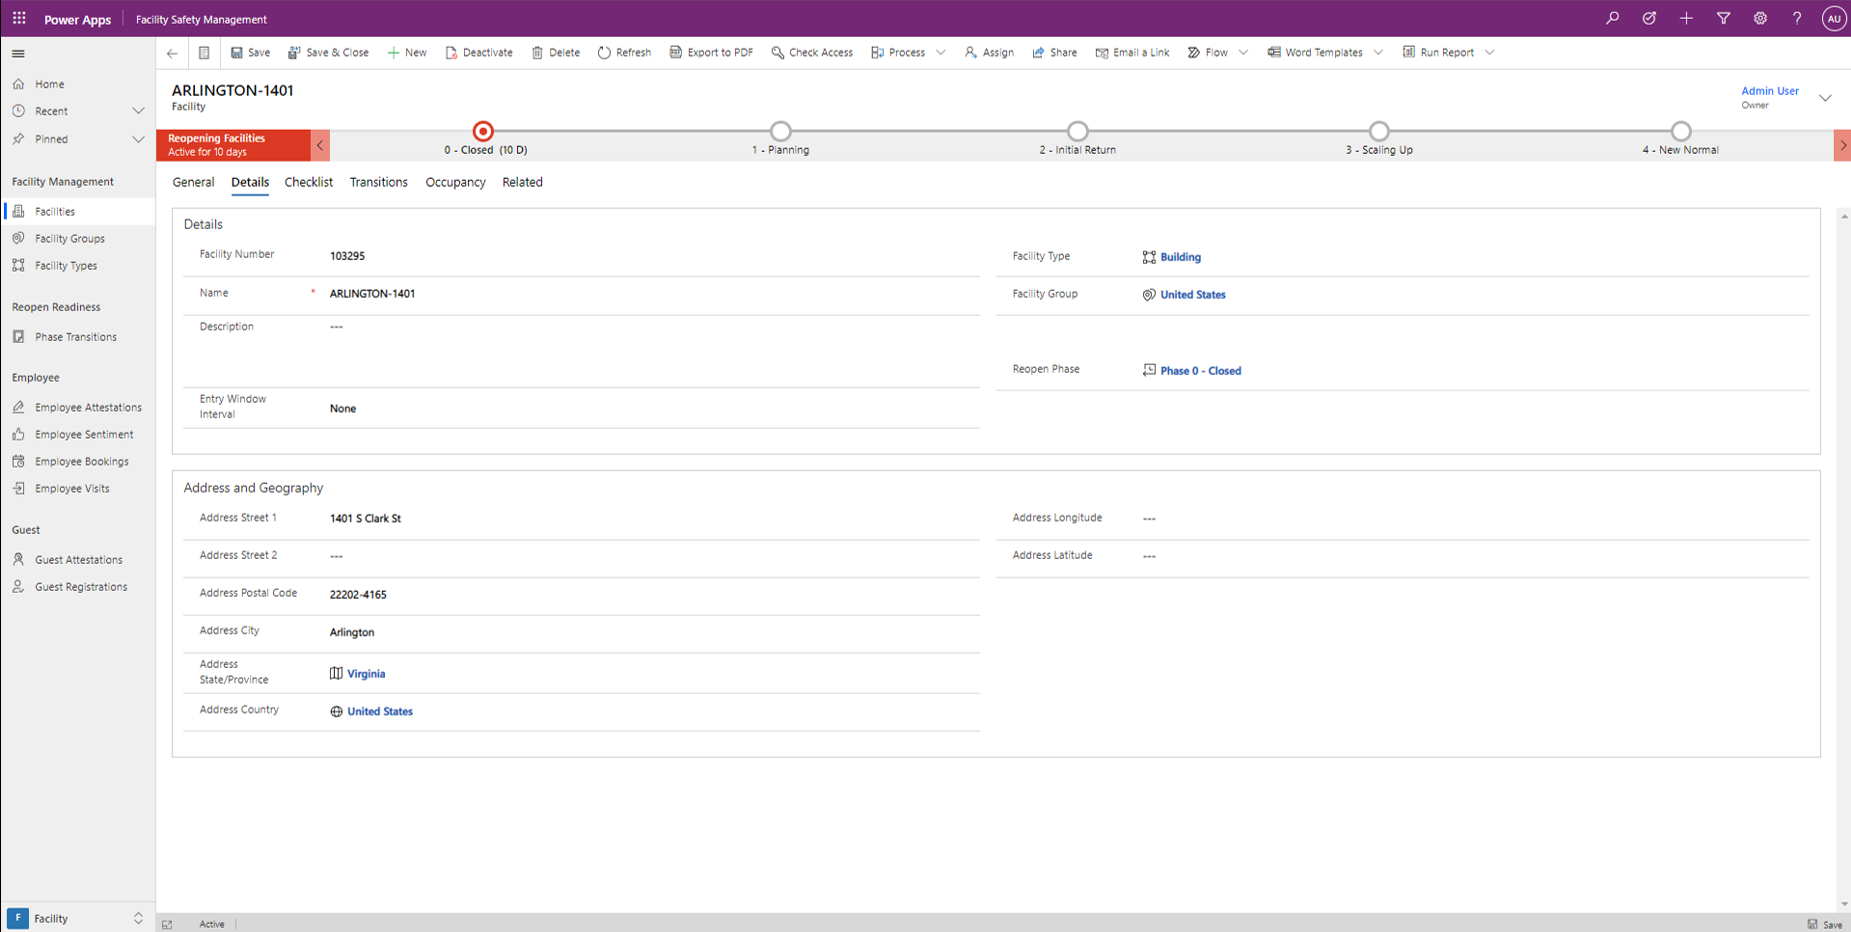 Power Apps Facility Safety Management ? AU
Save Save & Close New Deactivate Delete Refresh Export to PDF Check Access Process Assign Share Email a Link Flow Word Templates Run Report
Home
Recent
Pinned
Facility Management
Facilities
Facility Groups
Facility Types
Reopen Readiness
Phase Transitions
Employee
Employee Attestations
Employee Sentiment
Employee Bookings
Employee Visits
Guest
Guest Attestations
Guest Registrations
F Facility
ARLINGTON-1401
Facility
Admin User
Owner
Reopening Facilities
Active for 10 days
0 - Closed (10 D) 1 - Planning 2 - Initial Return 3 - Scaling Up 4 - New Normal
General Details Checklist Transitions Occupancy Related
Details
Facility Number 103295
Name * ARLINGTON-1401
Description ---
Entry Window
Interval
None
Facility Type Building
Facility Group United States
Reopen Phase Phase 0 - Closed
Address and Geography
Address Street 1 1401 S Clark St
Address Street 2 ---
Address Postal Code 22202-4165
Address City Arlington
Address
State/Province
Virginia
Address Country United States
Address Longitude ---
Address Latitude ---
Active
Save